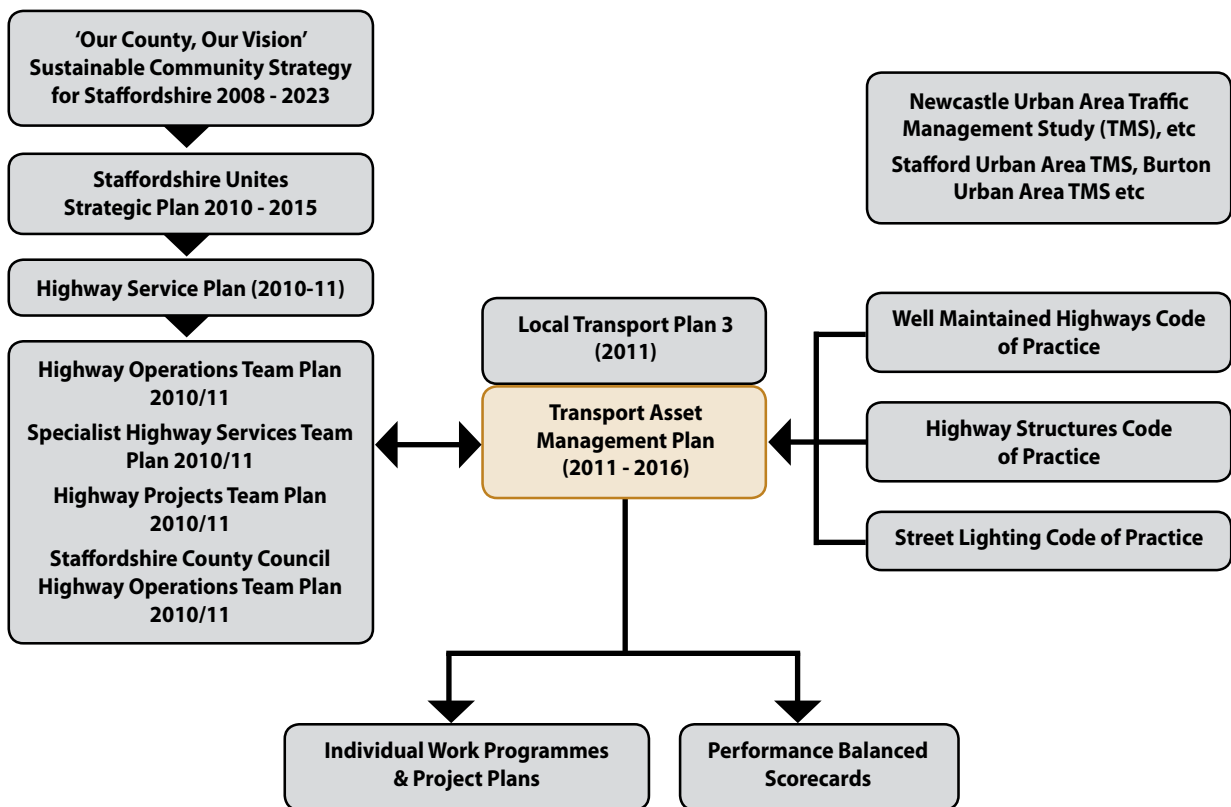 ‘Our County, Our Vision’
Sustainable Community Strategy
for Staffordshire 2008 - 2023
Staffordshire Unites
Strategic Plan 2010 - 2015
Highway Service Plan (2010-11)
Highway Operations Team Plan
2010/11
Specialist Highway Services Team
Plan 2010/11
Highway Projects Team Plan
2010/11
Staffordshire County Council
Highway Operations Team Plan
2010/11
Local Transport Plan 3
(2011)
Transport Asset
Management Plan
(2011 - 2016)
Newcastle Urban Area Traffic
Management Study (TMS), etc
Stafford Urban Area TMS, Burton
Urban Area TMS etc
Well Maintained Highways Code
of Practice
Highway Structures Code
of Practice
Street Lighting Code of Practice
Individual Work Programmes
& Project Plans
Performance Balanced
Scorecards